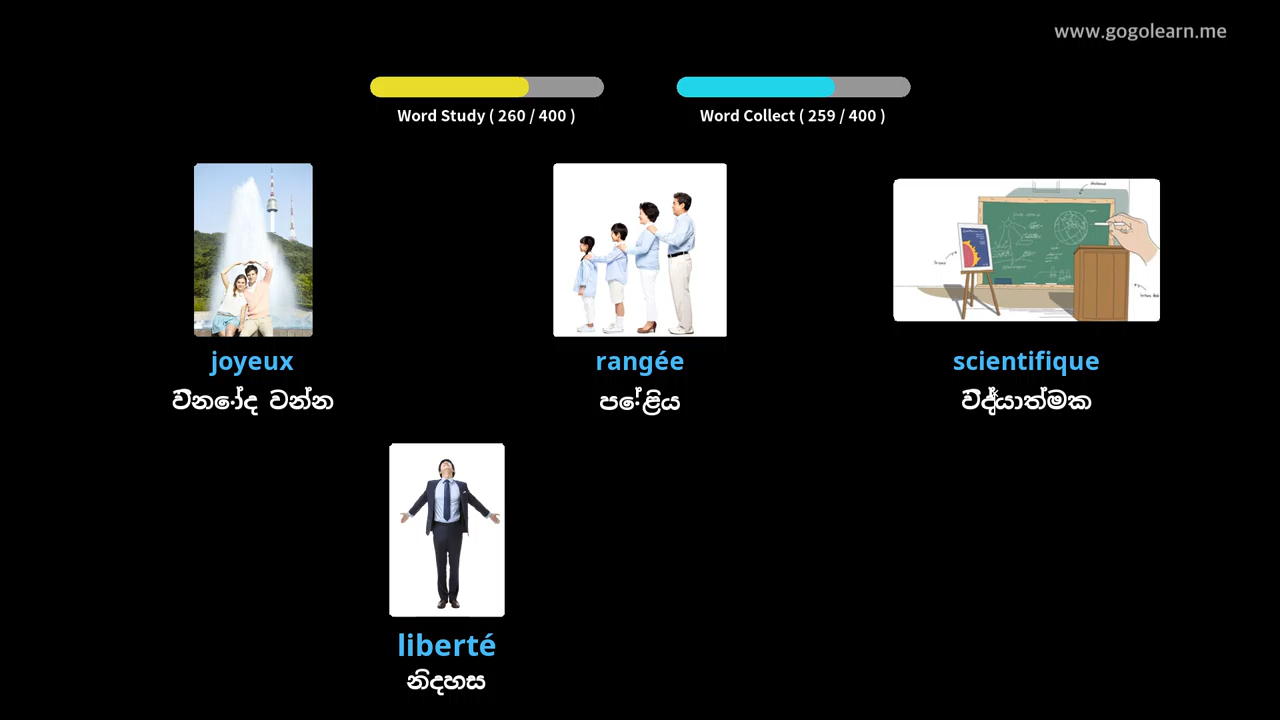 www.gogolearn.me
Word Study ( 260 / 400 )
Word Collect ( 259 / 400 )
joyeux
විනෝද වන්න
rangée
පේළිය
scientifique
විද්‍යාත්මක
liberté
නිදහස